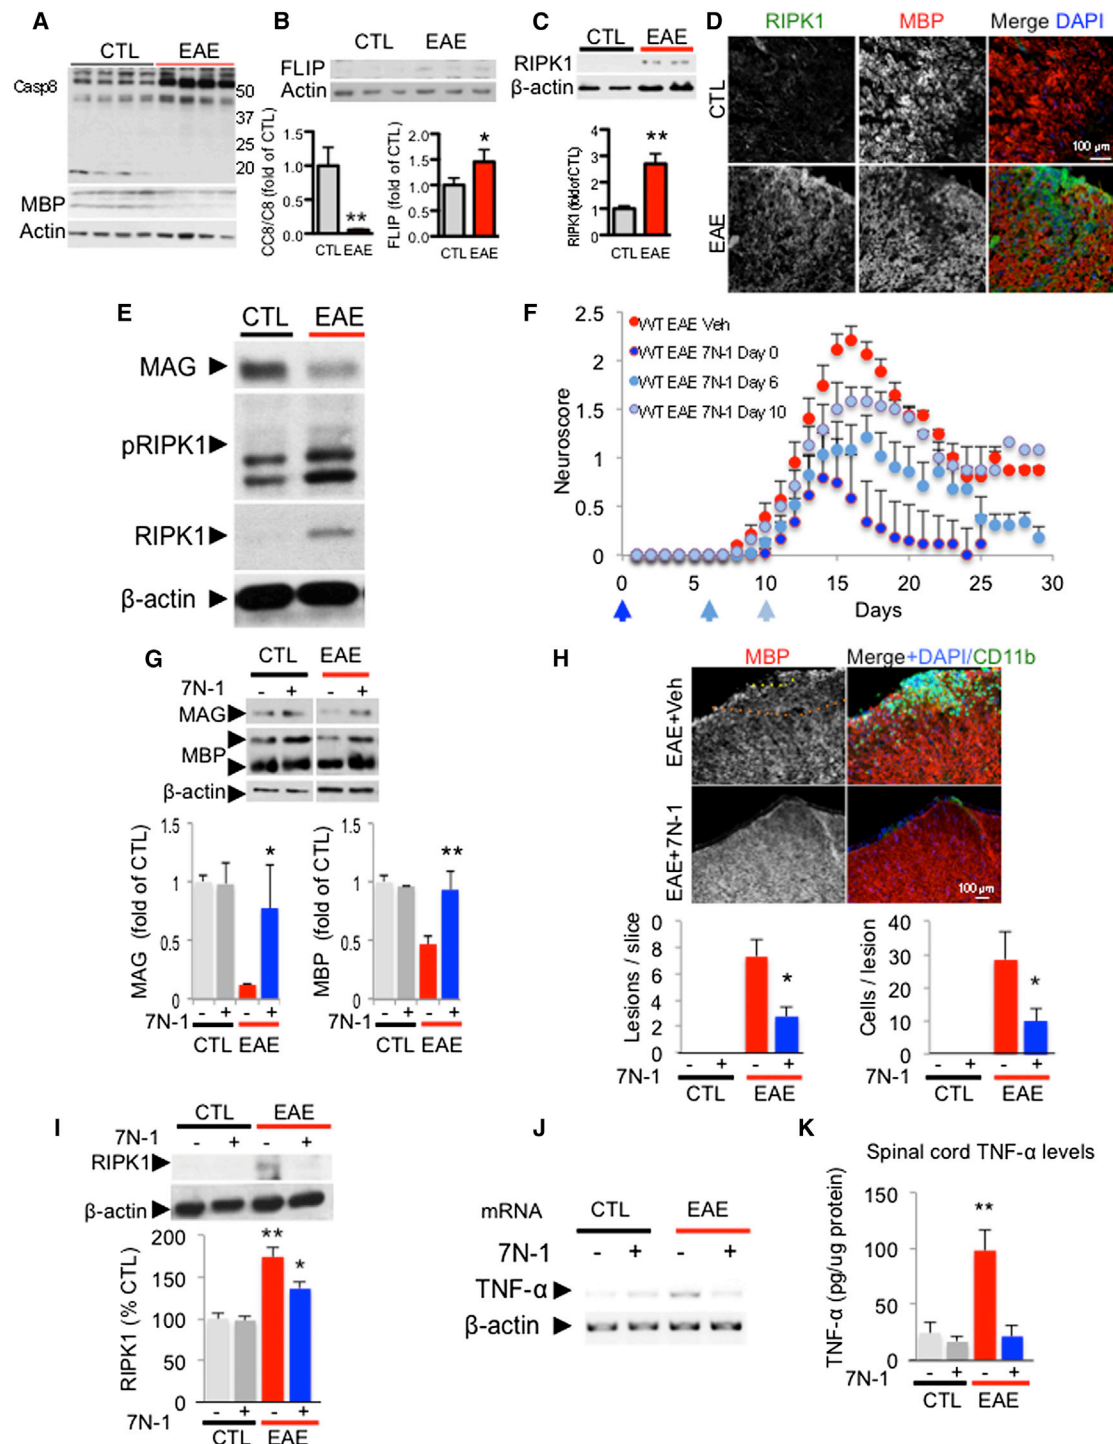 A
CTL EAE
Casp8
50
37
25
20
MBP
Actin
B
CTL EAE
FLIP
Actin
CC8/C8 (fold of CTL)
1.5
1.0
0.5
0.0
**
CTL EAE
FLIP (fold of CTL)
2.0
1.5
1.0
0.5
0.0
*
CTL EAE
C
CTL EAE
RIPK1
β-actin
RIPK1 (fold of CTL)
4
3
2
1
0
**
CTL EAE
D
RIPK1 MBP Merge DAPI
CTL
100 µm
EAE
E
CTL EAE
MAG
pRIPK1
RIPK1
β-actin
F
Neuroscore
2.5
2
1.5
1
0.5
0
WT EAE Veh
WT EAE 7N-1 Day 0
WT EAE 7N-1 Day 6
WT EAE 7N-1 Day 10
0 5 10 15 20 25 30
Days
G
CTL EAE
7N-1 - + - +
MAG
MBP
β-actin
MAG (fold of CTL)
1.5
1
0.5
0
*
7N-1 - + - +
CTL EAE
MBP (fold of CTL)
1.5
1
0.5
0
**
7N-1 - + - +
CTL EAE
H
MBP Merge+DAPI/CD11b
EAE+Veh
EAE+7N-1
100 µm
Lesions / slice
0
8
6
4
2
0
*
7N-1 - + - +
CTL EAE
Cells / lesion
40
30
20
10
0
*
7N-1 - + - +
CTL EAE
I
CTL EAE
7N-1 - + - +
RIPK1
β-actin
RIPK1 (% CTL)
200
150
100
50
0
**
*
7N-1 - + - +
CTL EAE
J
mRNA CTL EAE
7N-1 - + - +
TNF-α
β-actin
K
Spinal cord TNF-α levels
TNF-α (pg/ug protein)
150
100
50
0
**
7N-1 - + - +
CTL EAE